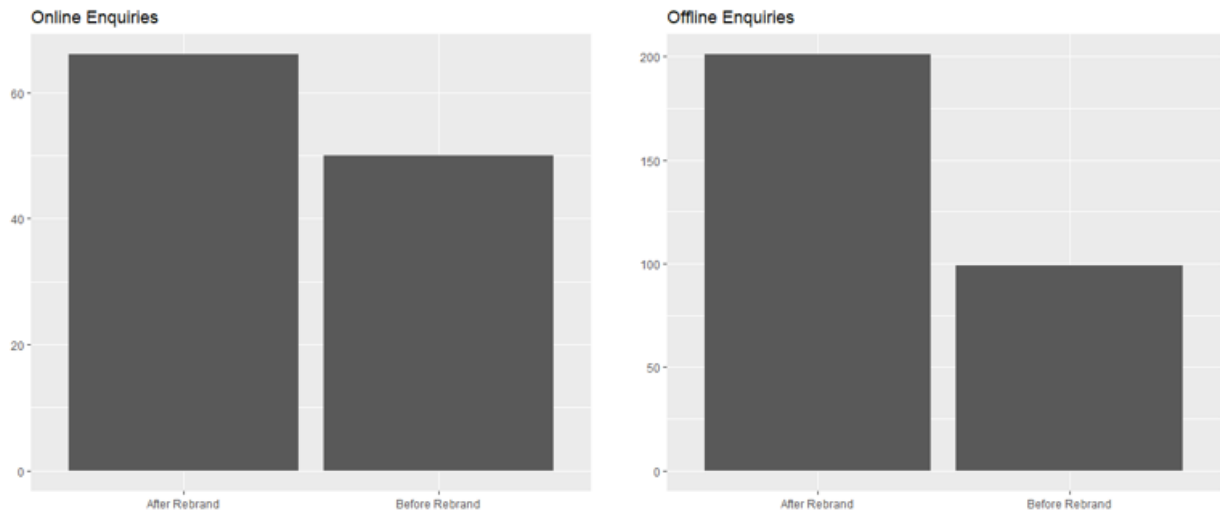 Online Enquiries
60
40
20
0
After Rebrand Before Rebrand
Offline Enquiries
200
150
100
50
0
After Rebrand Before Rebrand